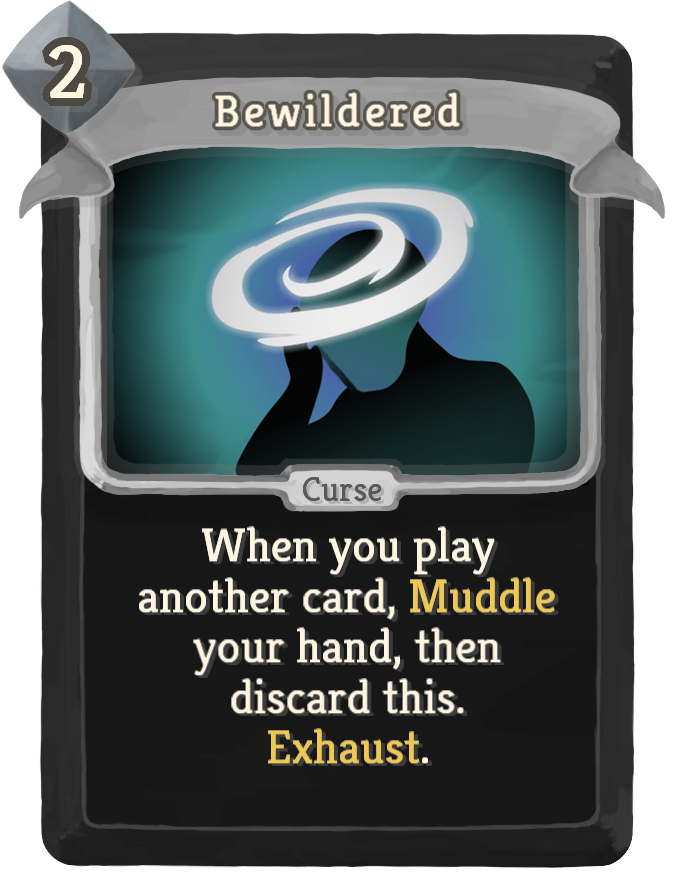 2
Bewildered
Curse
When you play
another card, Muddle
your hand, then
discard this.
Exhaust.